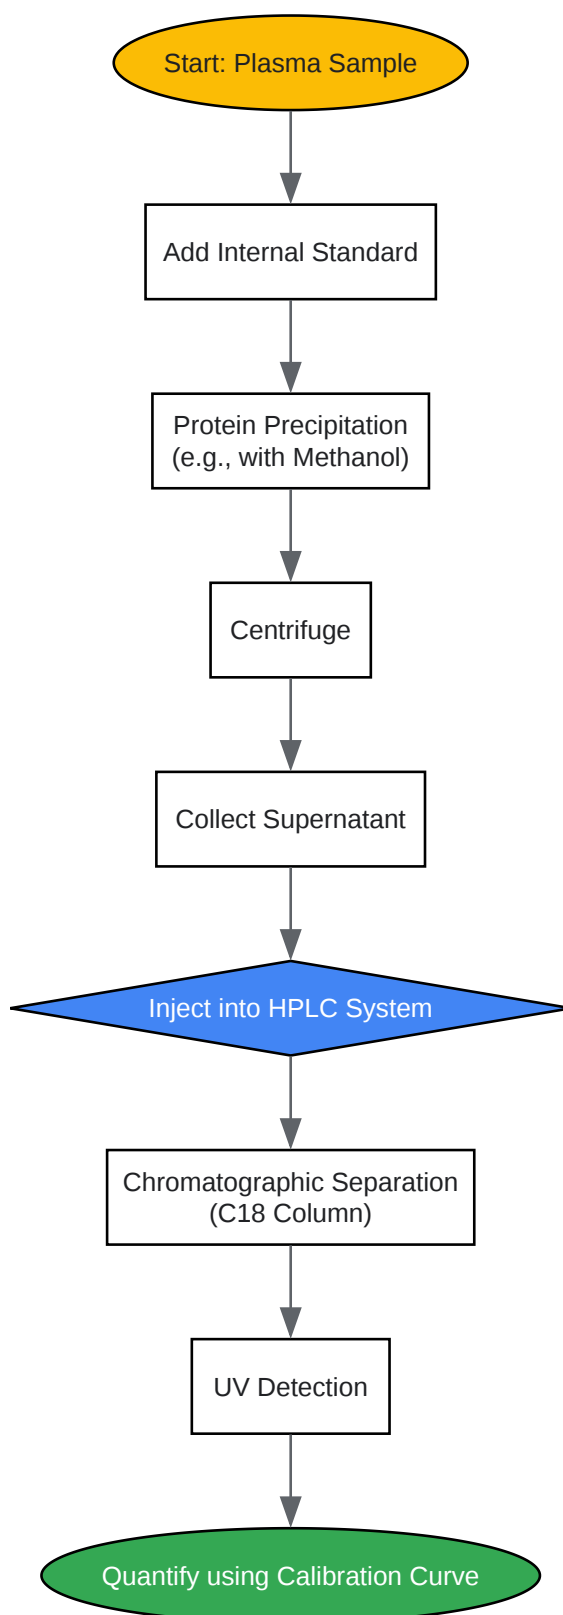 Start: Plasma Sample
Add Internal Standard
Protein Precipitation
(e.g., with Methanol)
Centrifuge
Collect Supernatant
Inject into HPLC System
Chromatographic Separation
(C18 Column)
UV Detection
Quantify using Calibration Curve